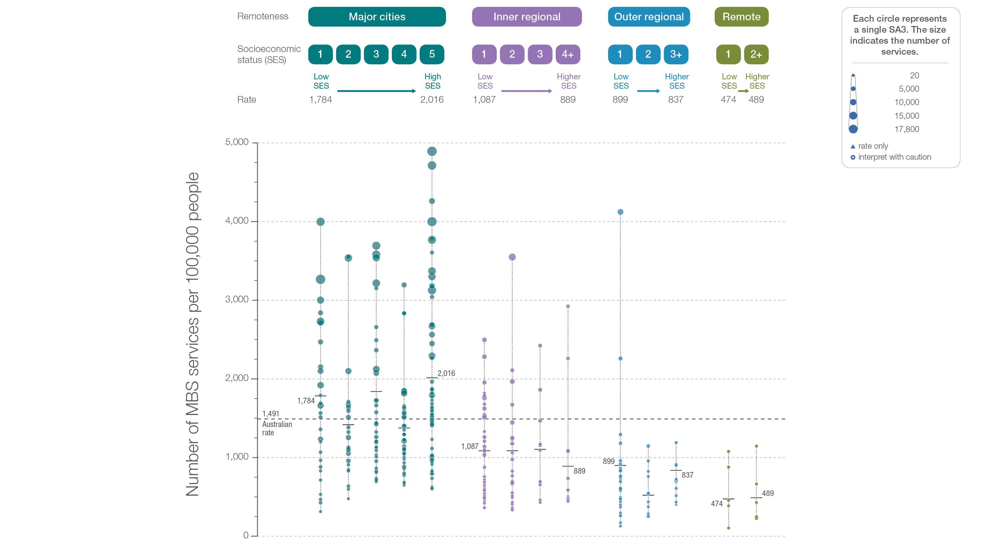 Remoteness
Major cities
Inner regional
Outer regional
Remote
Socioeconomic
status (SES)
1 2 3 4 5
1 2 3 4+
1 2 3+
1 2+
Low
SES
High
SES
Low
SES
Higher
SES
Low
SES
Higher
SES
Low
SES
Higher
SES
Rate
1,784 2,016 1,087 889 899 837 474 489
Each circle represents
a single SA3. The size
indicates the number of
services.
20
5,000
10,000
15,000
17,800
rate only
interpret with caution
Number of MBS services per 100,000 people
5,000
4,000
3,000
2,000
1,000
0
1,491
Australian
rate
1,784
2,016
1,087
889
899
837
474
489